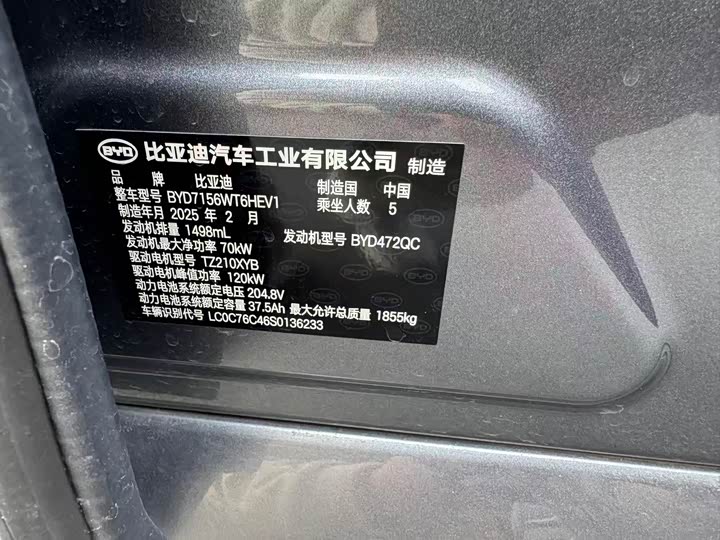 BYD 比亚迪汽车工业有限公司 制造
品 牌 比亚迪 制造国 中国
整车型号 BYD7156WT6HEV1 乘坐人数 5
制造年月 2025 年 2 月
发动机排量 1498mL 发动机型号 BYD472QC
发动机最大净功率 70kW
驱动电机型号 TZ210XYB
驱动电机峰值功率 120kW
动力电池系统额定电压 204.8V
动力电池系统额定容量 37.5Ah 最大允许总质量 1855kg
车辆识别代号 LC0C76C46S0136233